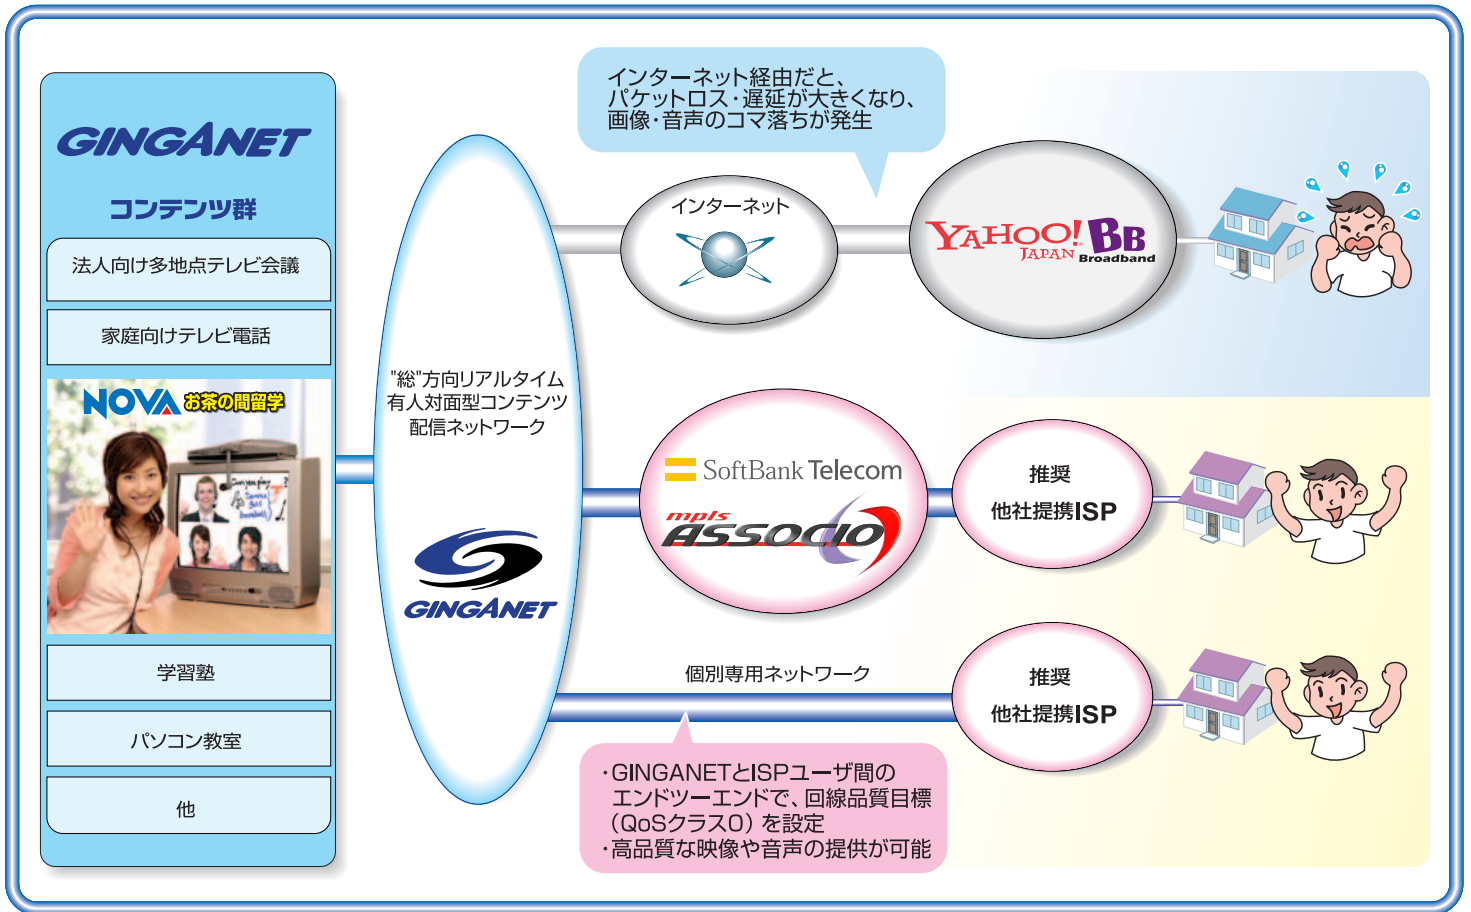 GINGANET
コンテンツ群
法人向け多地点テレビ会議
家庭向けテレビ電話
NOVA お茶の間留学
学習塾
パソコン教室
他
"総"方向リアルタイム
有人対面型コンテンツ
配信ネットワーク
GINGANET
インターネット経由だと、
パケットロス・遅延が大きくなり、
画像・音声のコマ落ちが発生
インターネット
YAHOO! BB
JAPAN Broadband
SoftBank Telecom
mpls
ASSOCIO
推奨
他社提携ISP
個別専用ネットワーク
推奨
他社提携ISP
・GINGANETとISPユーザ間の
エンドツーエンドで、回線品質目標
（QoSクラス0）を設定
・高品質な映像や音声の提供が可能